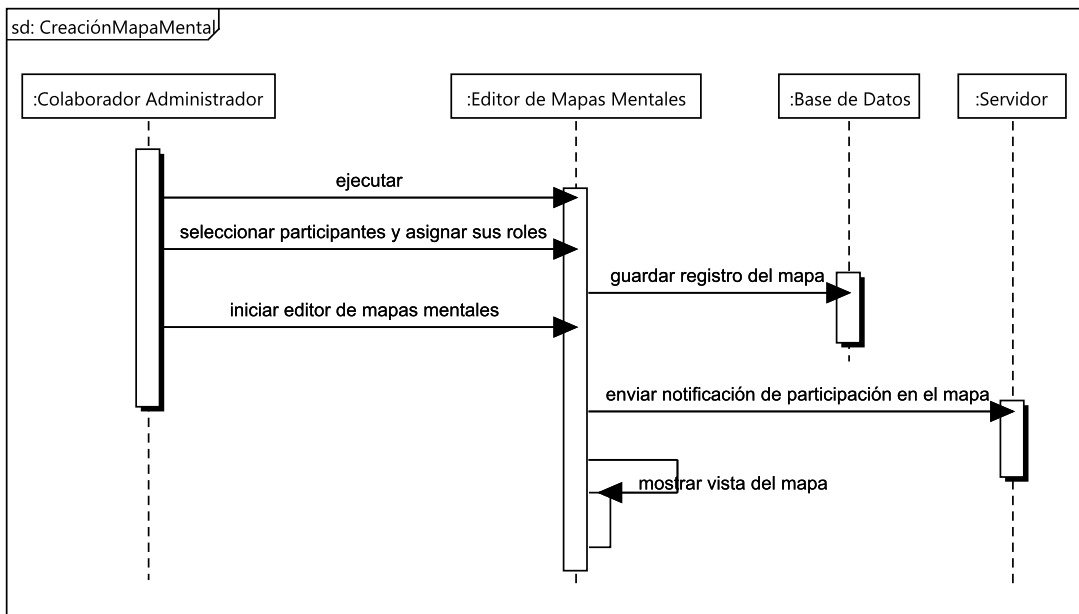 sd: CreaciónMapaMental
:Colaborador Administrador
:Editor de Mapas Mentales
:Base de Datos
:Servidor
ejecutar
seleccionar participantes y asignar sus roles
guardar registro del mapa
iniciar editor de mapas mentales
enviar notificación de participación en el mapa
mostrar vista del mapa